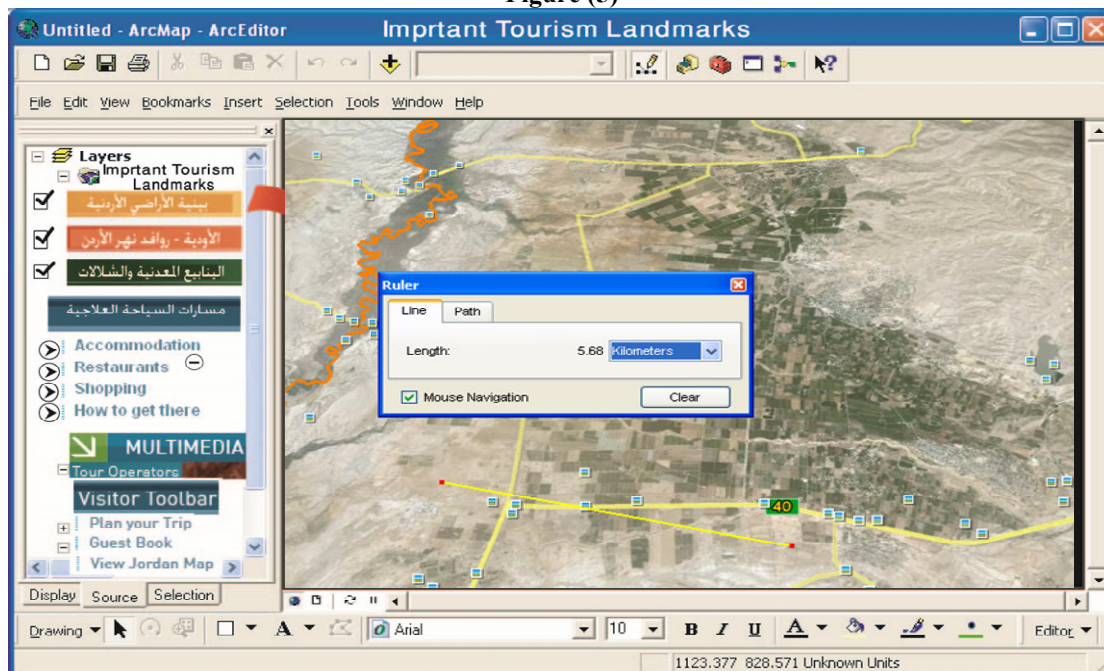 Figure (3)
Untitled - ArcMap - ArcEditor
Imprtant Tourism Landmarks
File Edit View Bookmarks Insert Selection Tools Window Help
Layers
Imprtant Tourism
Landmarks
بينية الأراضي الأردنية
الأودية - روافد نهر الأردن
الينابيع المعدنية والشلالات
مسارات السياحة العلاجية
Accommodation
Restaurants
Shopping
How to get there
MULTIMEDIA
Tour Operators
Visitor Toolbar
Plan your Trip
Guest Book
View Jordan Map
Display Source Selection
Ruler
Line Path
Length: 5.68 Kilometers
Mouse Navigation Clear
40
Drawing A Arial 10 B I U A Editor
1123.377 828.571 Unknown Units